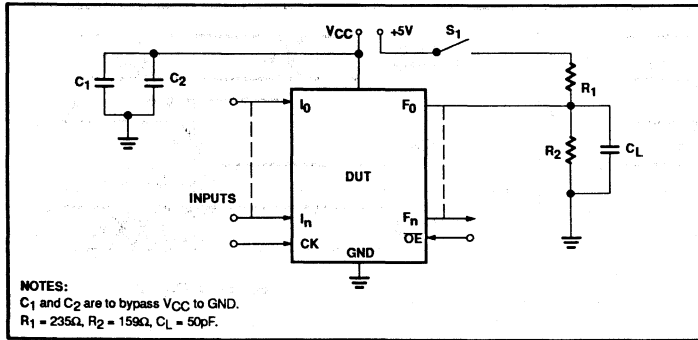 VCC
+5V
S1
C1
C2
R1
I0
F0
R2
CL
DUT
INPUTS
In
Fn
CK
OE
GND
NOTES:
C1 and C2 are to bypass VCC to GND.
R1 = 235Ω, R2 = 159Ω, CL = 50pF.